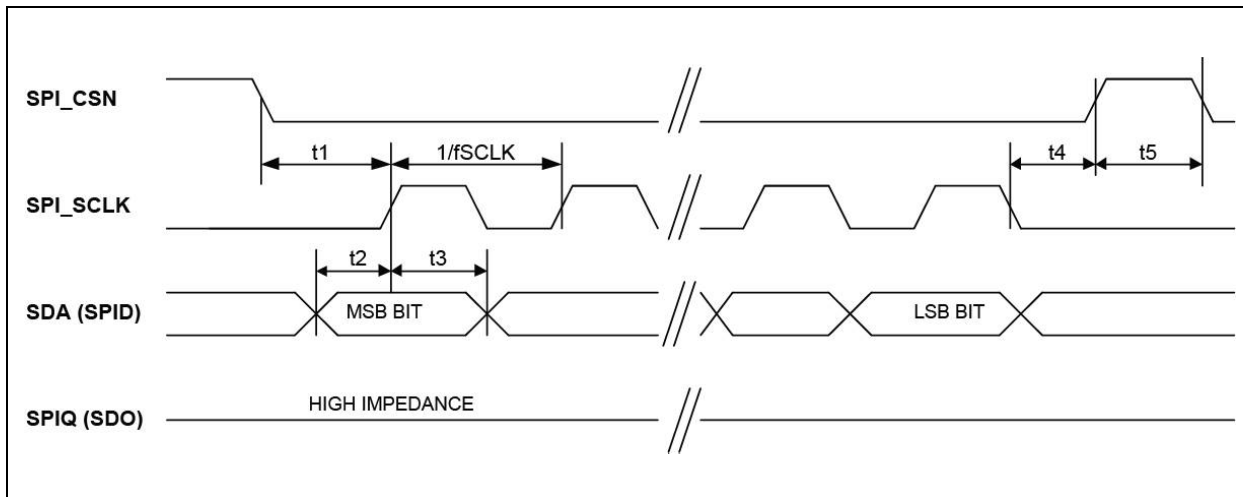 SPI_CSN
t1
1/fSCLK
t4
t5
SPI_SCLK
t2
t3
SDA (SPID)
MSB BIT
LSB BIT
SPIQ (SDO)
HIGH IMPEDANCE